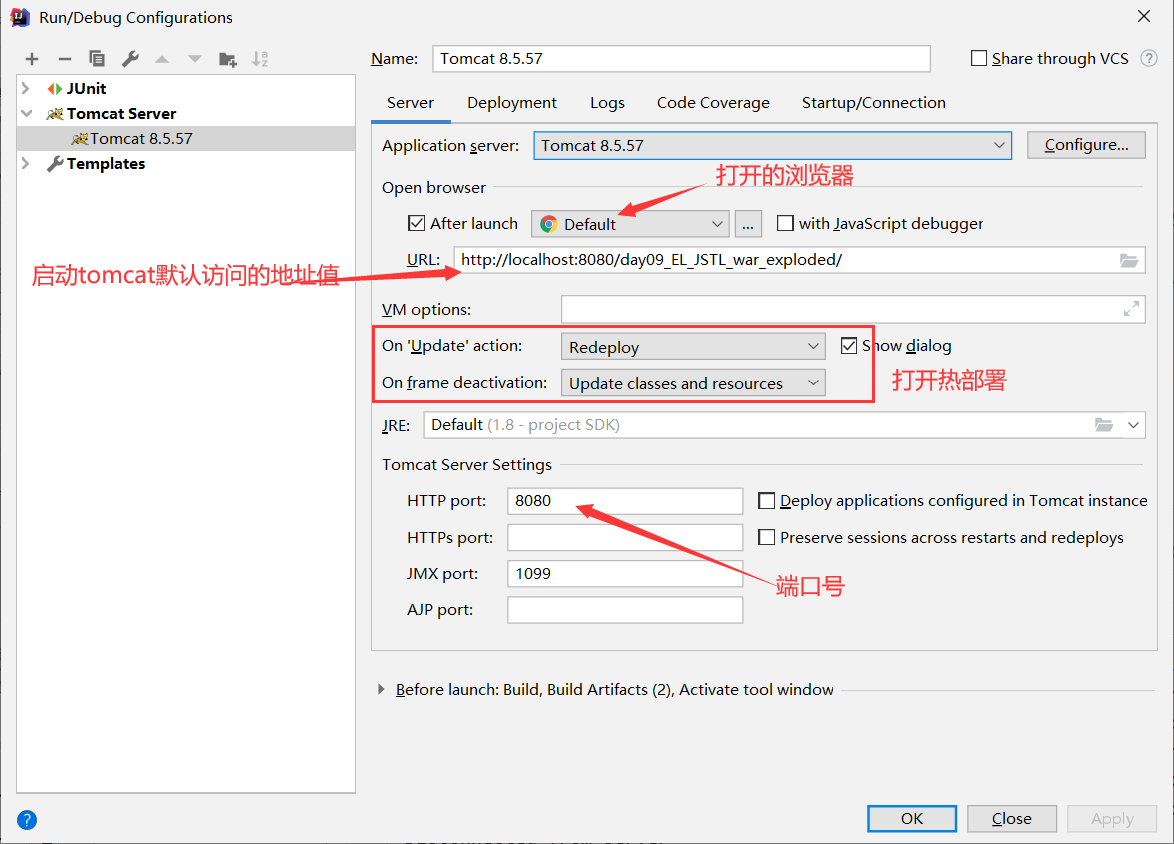 Run/Debug Configurations
Name: Tomcat 8.5.57
Share through VCS ?
JUnit
Tomcat Server
Tomcat 8.5.57
Templates
Server Deployment Logs Code Coverage Startup/Connection
Application server: Tomcat 8.5.57 Configure...
打开的浏览器
Open browser
After launch Default ... with JavaScript debugger
URL: http://localhost:8080/day09_EL_JSTL_war_exploded/
启动tomcat默认访问的地址值
VM options:
On 'Update' action: Redeploy Show dialog
On frame deactivation: Update classes and resources
打开热部署
JRE: Default (1.8 - project SDK)
Tomcat Server Settings
HTTP port: 8080 Deploy applications configured in Tomcat instance
HTTPs port: Preserve sessions across restarts and redeploys
JMX port: 1099
端口号
AJP port:
Before launch: Build, Build Artifacts (2), Activate tool window
? OK Close Apply